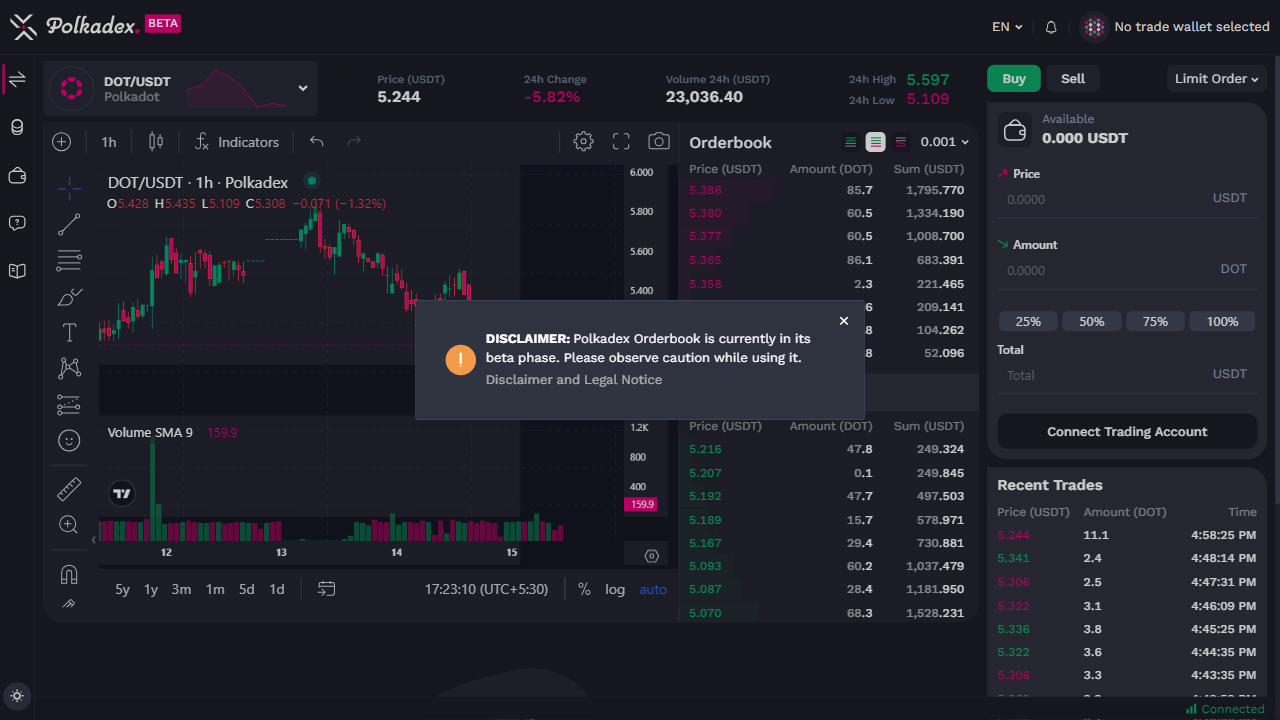 Polkadex. BETA
EN
No trade wallet selected
DOT/USDT
Polkadot
Price (USDT)
5.244
24h Change
-5.82%
Volume 24h (USDT)
23,036.40
24h High 5.597
24h Low 5.109
1h
Indicators
DOT/USDT · 1h · Polkadex
O5.428 H5.435 L5.109 C5.308 −0.071 (−1.32%)
6.000
5.800
5.600
5.400
Volume SMA 9 159.9
1.2K
800
400
159.9
12 13 14 15
5y 1y 3m 1m 5d 1d
17:23:10 (UTC+5:30) % log auto
Orderbook
0.001
Price (USDT) Amount (DOT) Sum (USDT)
5.386 85.7 1,795.770
5.380 60.5 1,334.190
5.377 60.5 1,008.700
5.365 86.1 683.391
5.358 2.3 221.465
6 209.141
8 104.262
8 52.096
DISCLAIMER: Polkadex Orderbook is currently in its
beta phase. Please observe caution while using it.
Disclaimer and Legal Notice
Price (USDT) Amount (DOT) Sum (USDT)
5.216 47.8 249.324
5.207 0.1 249.845
5.192 47.7 497.503
5.189 15.7 578.971
5.167 29.4 730.881
5.093 60.2 1,037.479
5.087 28.4 1,181.950
5.070 68.3 1,528.231
Buy Sell Limit Order
Available
0.000 USDT
Price
0.0000 USDT
Amount
0.0000 DOT
25% 50% 75% 100%
Total
Total USDT
Connect Trading Account
Recent Trades
Price (USDT) Amount (DOT) Time
5.244 11.1 4:58:25 PM
5.341 2.4 4:48:14 PM
5.306 2.5 4:47:31 PM
5.322 3.1 4:46:09 PM
5.336 3.8 4:45:25 PM
5.322 3.6 4:44:35 PM
5.306 3.3 4:43:35 PM
Connected